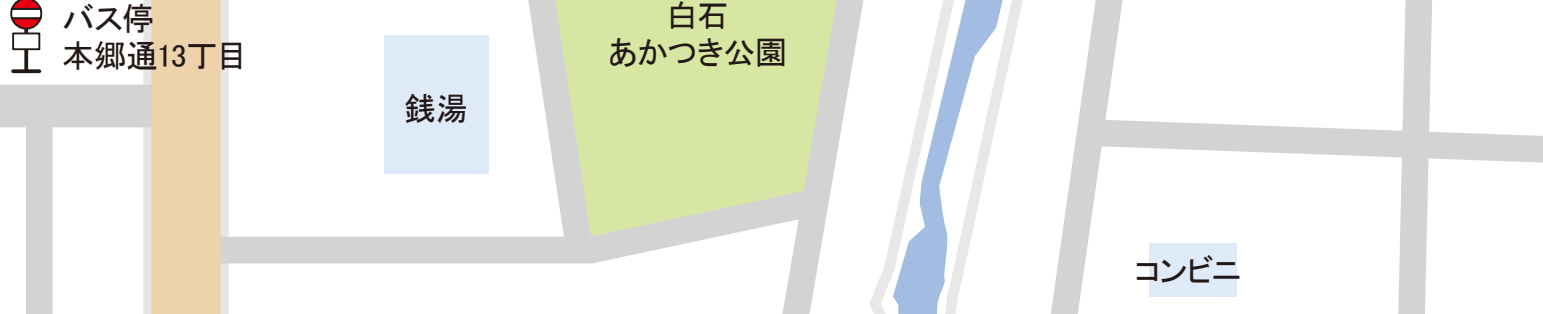 バス停
本郷通13丁目
銭湯
白石
あかつき公園
コンビニ